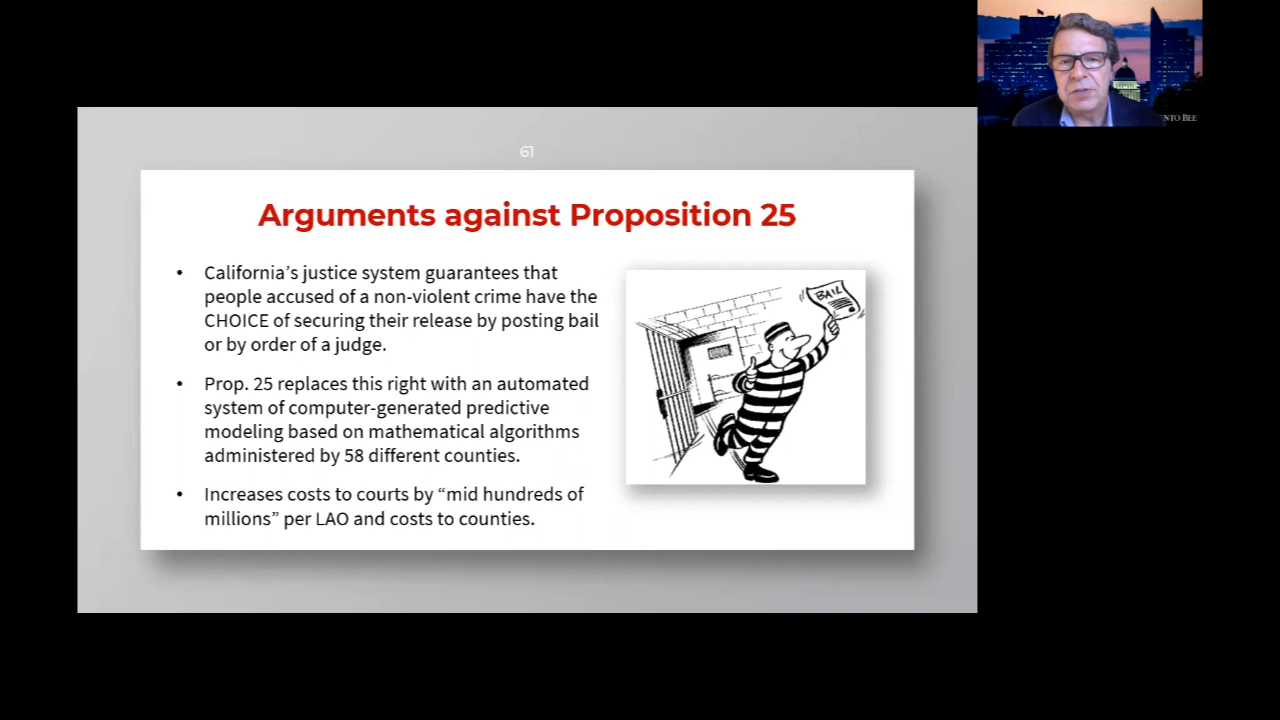 61
Arguments against Proposition 25
• California’s justice system guarantees that
people accused of a non-violent crime have the
CHOICE of securing their release by posting bail
or by order of a judge.
• Prop. 25 replaces this right with an automated
system of computer-generated predictive
modeling based on mathematical algorithms
administered by 58 different counties.
• Increases costs to courts by “mid hundreds of
millions” per LAO and costs to counties.
BAIL
ENTO BEE